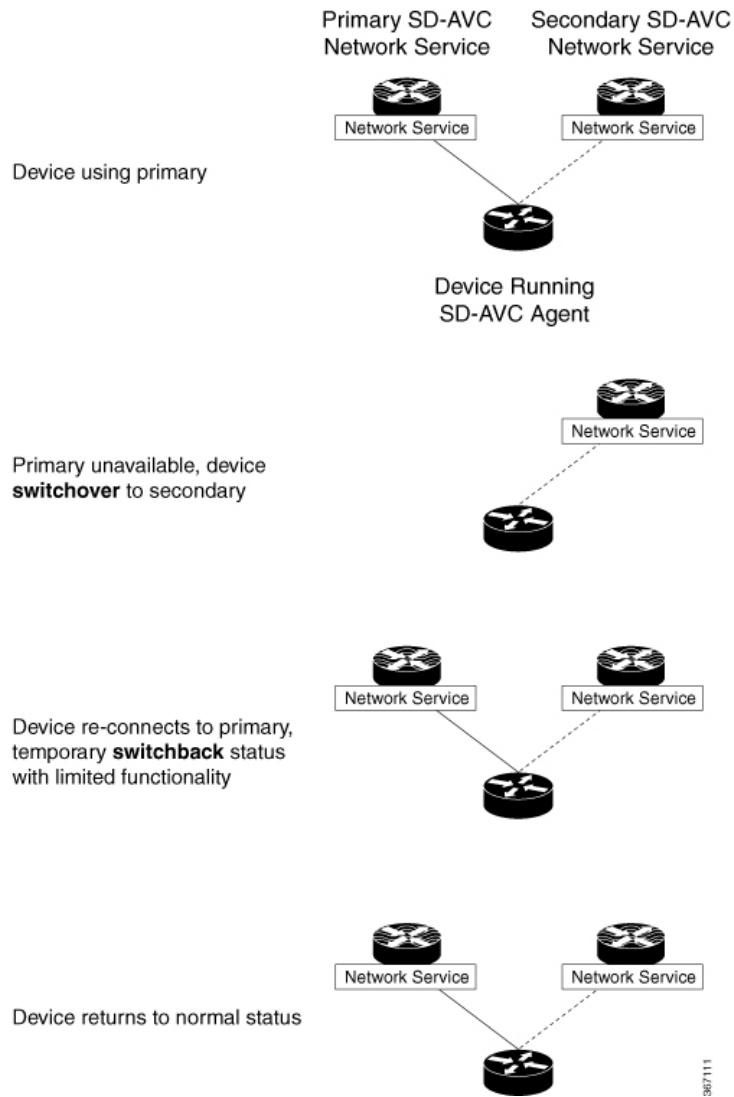 Primary SD-AVC
Network Service
Secondary SD-AVC
Network Service
Network Service
Network Service
Device using primary
Device Running
SD-AVC Agent
Network Service
Primary unavailable, device
switchover to secondary
Network Service
Network Service
Device re-connects to primary,
temporary switchback status
with limited functionality
Network Service
Network Service
Device returns to normal status
367111